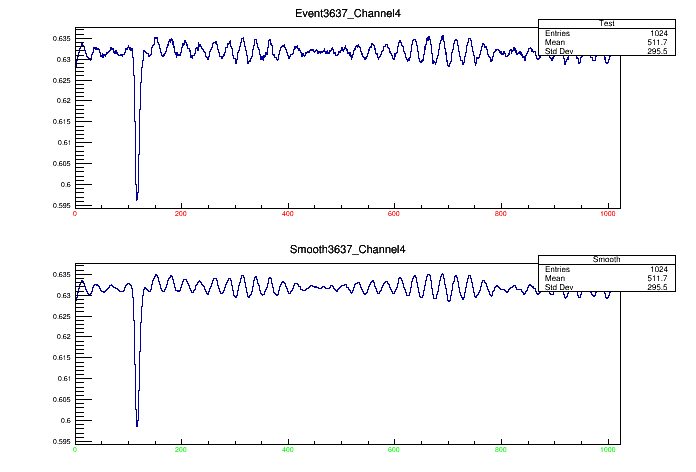 Event3637_Channel4
Test
Entries 1024
Mean 511.7
Std Dev 295.5
0.635
0.63
0.625
0.62
0.615
0.61
0.605
0.6
0.595
0 200 400 600 800 1000
Smooth3637_Channel4
Smooth
Entries 1024
Mean 511.7
Std Dev 295.5
0.635
0.63
0.625
0.62
0.615
0.61
0.605
0.6
0.595
0 200 400 600 800 1000